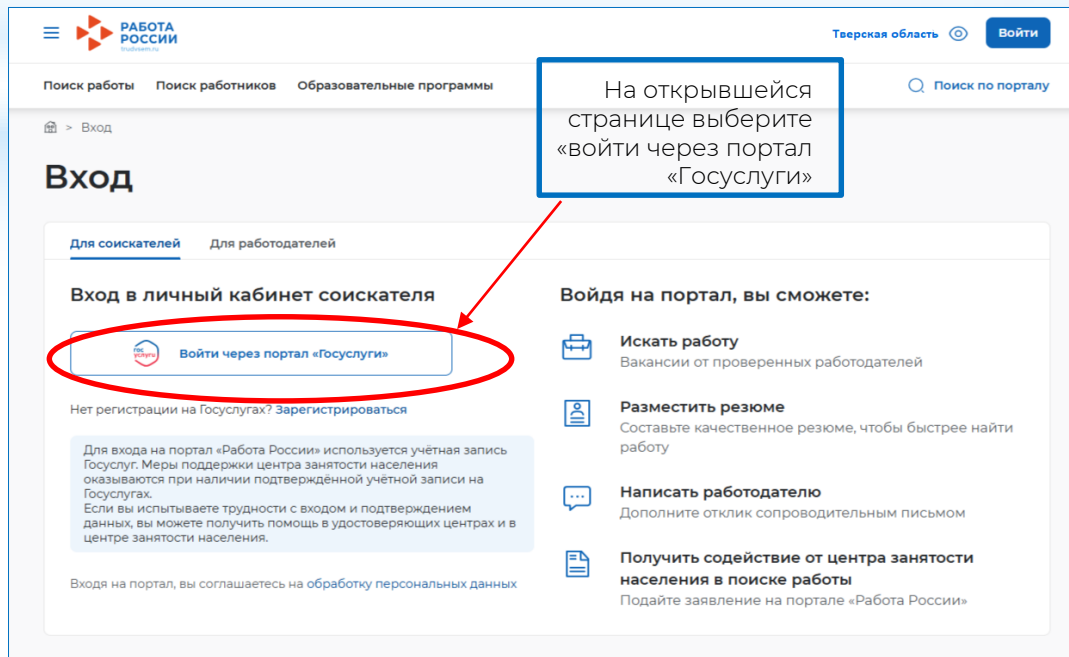 РАБОТА
РОССИИ
trudvsem.ru
Тверская область
Войти
Поиск работы Поиск работников Образовательные программы
Поиск по порталу
> Вход
На открывшейся
странице выберите
«войти через портал
«Госуслуги»
Вход
Для соискателей Для работодателей
Вход в личный кабинет соискателя
гос
услуги
Войти через портал «Госуслуги»
Нет регистрации на Госуслугах? Зарегистрироваться
Для входа на портал «Работа России» используется учётная запись
Госуслуг. Меры поддержки центра занятости населения
оказываются при наличии подтверждённой учётной записи на
Госуслугах.
Если вы испытываете трудности с входом и подтверждением
данных, вы можете получить помощь в удостоверяющих центрах и в
центре занятости населения.
Входя на портал, вы соглашаетесь на обработку персональных данных
Войдя на портал, вы сможете:
Искать работу
Вакансии от проверенных работодателей
Разместить резюме
Составьте качественное резюме, чтобы быстрее найти
работу
Написать работодателю
Дополните отклик сопроводительным письмом
Получить содействие от центра занятости
населения в поиске работы
Подайте заявление на портале «Работа России»